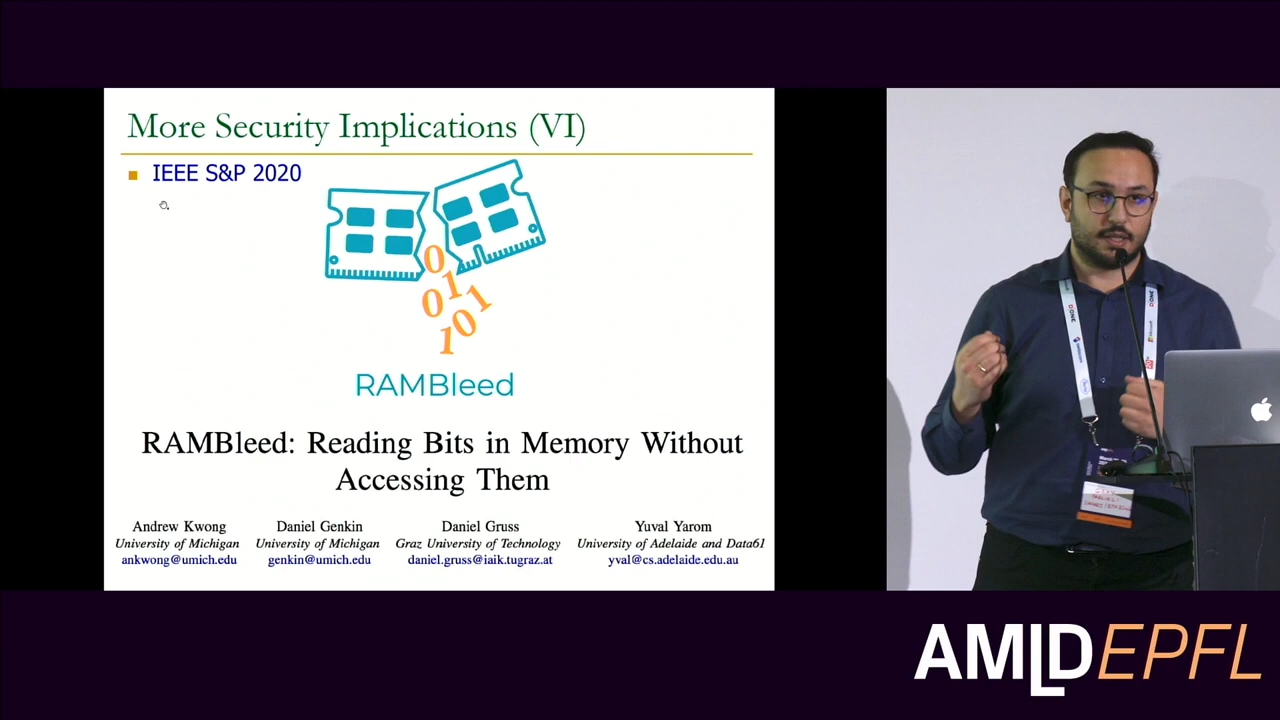 More Security Implications (VI)
IEEE S&P 2020
0
01
101
RAMBleed
RAMBleed: Reading Bits in Memory Without
Accessing Them
Andrew Kwong
University of Michigan
ankwong@umich.edu
Daniel Genkin
University of Michigan
genkin@umich.edu
Daniel Gruss
Graz University of Technology
daniel.gruss@iaik.tugraz.at
Yuval Yarom
University of Adelaide and Data61
yval@cs.adelaide.edu.au
D ONE
D ONE
AMLDEPFL